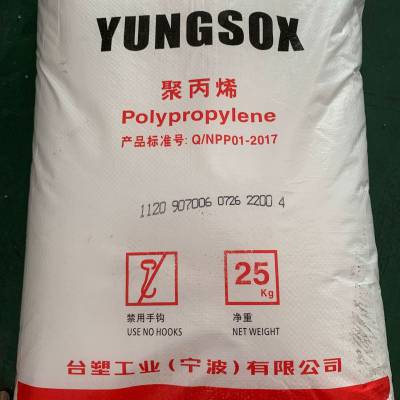 YUNGSOX
聚丙烯
Polypropylene
产品标准号: Q/NPP01-2017
1120 907006 0726 2200 4
25
Kg
禁用手钩
USE NO HOOKS
净重
NET WEIGHT
台塑工业(宁波)有限公司